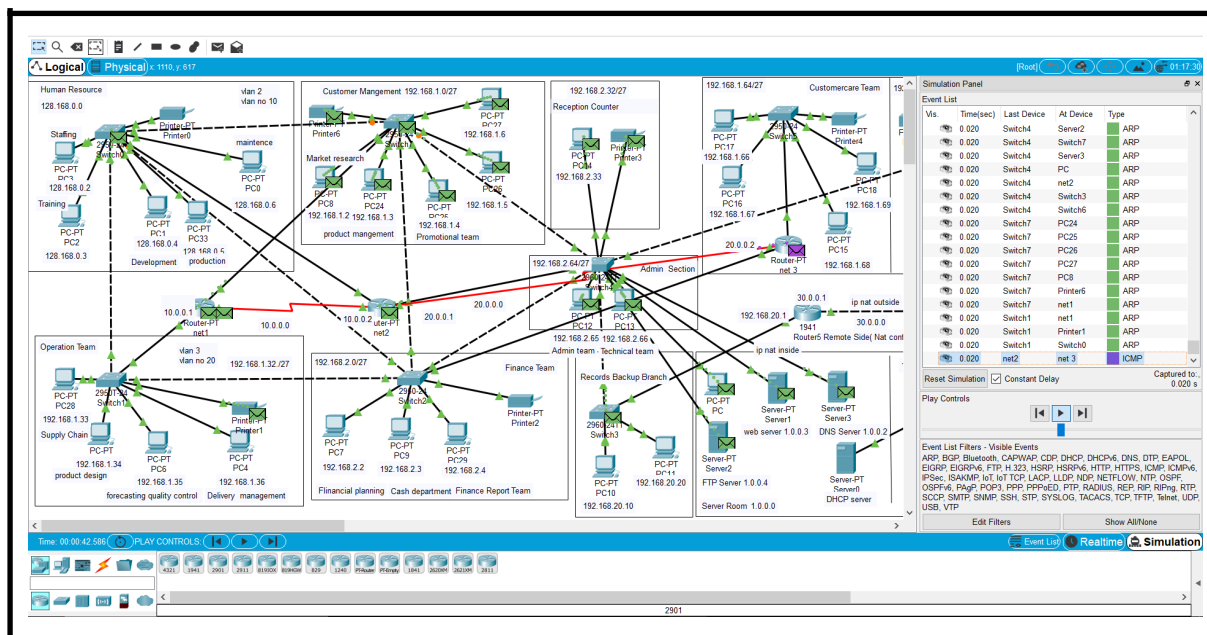 Logical
Physical
x: 1110, y: 617
[Root]
01:17:30
Human Resource
128.168.0.0
vlan 2
vlan no 10
Printer-PT
Printer0
Staffing
2950-24
Switch0
maintence
PC-PT
PC3
128.168.0.2
PC-PT
PC0
Training
128.168.0.6
PC-PT
PC2
128.168.0.3
PC-PT
PC1
128.168.0.4
PC-PT
PC33
128.168.0.5
Development
production
Customer Mangement 192.168.1.0/27
Printer-PT
Printer6
2950-24
Switch7
PC-PT
PC27
192.168.1.6
Market research
PC-PT
PC8
PC-PT
PC24
PC-PT
PC25
PC-PT
PC26
192.168.1.5
192.168.1.2
192.168.1.3
192.168.1.4
product mangement
Promotional team
192.168.2.32/27
Reception Counter
PC-PT
Printer-PT
Printer3
192.168.2.33
192.168.1.64/27
Customercare Team
2950-24
PC-PT
PC17
192.168.1.66
Printer-PT
Printer4
PC-PT
PC18
PC-PT
PC16
192.168.1.67
192.168.1.69
PC-PT
PC15
192.168.1.68
20.0.0.2
Router-PT
net 3
192.168.2.64/27
Switch4
Admin Section
PC12
PC-PT
PC13
192.168.2.65
192.168.2.66
Admin team
Technical team
10.0.0.1
Router-PT
net1
10.0.0.0
10.0.0.2
net2
20.0.0.1
20.0.0.0
30.0.0.1
ip nat outside
192.168.20.1
1941
30.0.0.0
Router5 Remote Side( Nat con
Operation Team
vlan 3
vlan no 20
192.168.1.32/27
PC-PT
PC28
2950T-24
Switch1
192.168.1.33
Printer-PT
Printer1
Supply Chain
192.168.1.34
product design
PC-PT
PC6
192.168.1.35
PC-PT
PC4
192.168.1.36
forecasting quality control
Delivery management
192.168.2.0/27
Finance Team
2950-24
Switch2
Printer-PT
Printer2
PC-PT
PC7
PC-PT
PC9
PC-PT
PC29
192.168.2.2
192.168.2.3
192.168.2.4
Flinancial planning
Cash department
Finance Report Team
Records Backup Branch
Switch3
PC-PT
PC10
PC-PT
192.168.20.20
192.168.20.10
ip nat inside
PC-PT
PC
Server-PT
Server1
Server-PT
Server3
web server 1.0.0.3
DNS Server 1.0.0.2
Server-PT
Server2
FTP Server 1.0.0.4
Server-PT
Server0
DHCP server
Server Room 1.0.0.0
Simulation Panel
Event List
Vis. Time(sec) Last Device At Device Type
0.020 Switch4 Server2 ARP
0.020 Switch4 Switch7 ARP
0.020 Switch4 Server3 ARP
0.020 Switch4 PC ARP
0.020 Switch4 net2 ARP
0.020 Switch4 Switch3 ARP
0.020 Switch4 Switch6 ARP
0.020 Switch7 PC24 ARP
0.020 Switch7 PC25 ARP
0.020 Switch7 PC26 ARP
0.020 Switch7 PC27 ARP
0.020 Switch7 PC8 ARP
0.020 Switch7 Printer6 ARP
0.020 Switch7 net1 ARP
0.020 Switch1 net1 ARP
0.020 Switch1 Printer1 ARP
0.020 Switch1 Switch0 ARP
0.020 net2 net 3 ICMP
Reset Simulation
Constant Delay
Captured to:
0.020 s
Play Controls
Event List Filters - Visible Events
ARP, BGP, Bluetooth, CAPWAP, CDP, DHCP, DHCPv6, DNS, DTP, EAPOL,
EIGRP, EIGRPv6, FTP, H.323, HSRP, HSRPv6, HTTP, HTTPS, ICMP, ICMPv6,
IPSec, ISAKMP, IoT, IoT TCP, LACP, LLDP, NDP, NETFLOW, NTP, OSPF,
OSPFv6, PAgP, POP3, PPP, PPPoED, PTP, RADIUS, REP, RIP, RIPng, RTP,
SCCP, SMTP, SNMP, SSH, STP, SYSLOG, TACACS, TCP, TFTP, Telnet, UDP,
USB, VTP
Edit Filters
Show All/None
Time: 00:00:42.586
PLAY CONTROLS:
Event List
Realtime
Simulation
4321 1941 2901 2911 819IOX 819HGW 829 1240 PT-Router PT-Empty 1841 2620XM 2621XM 2811
2901